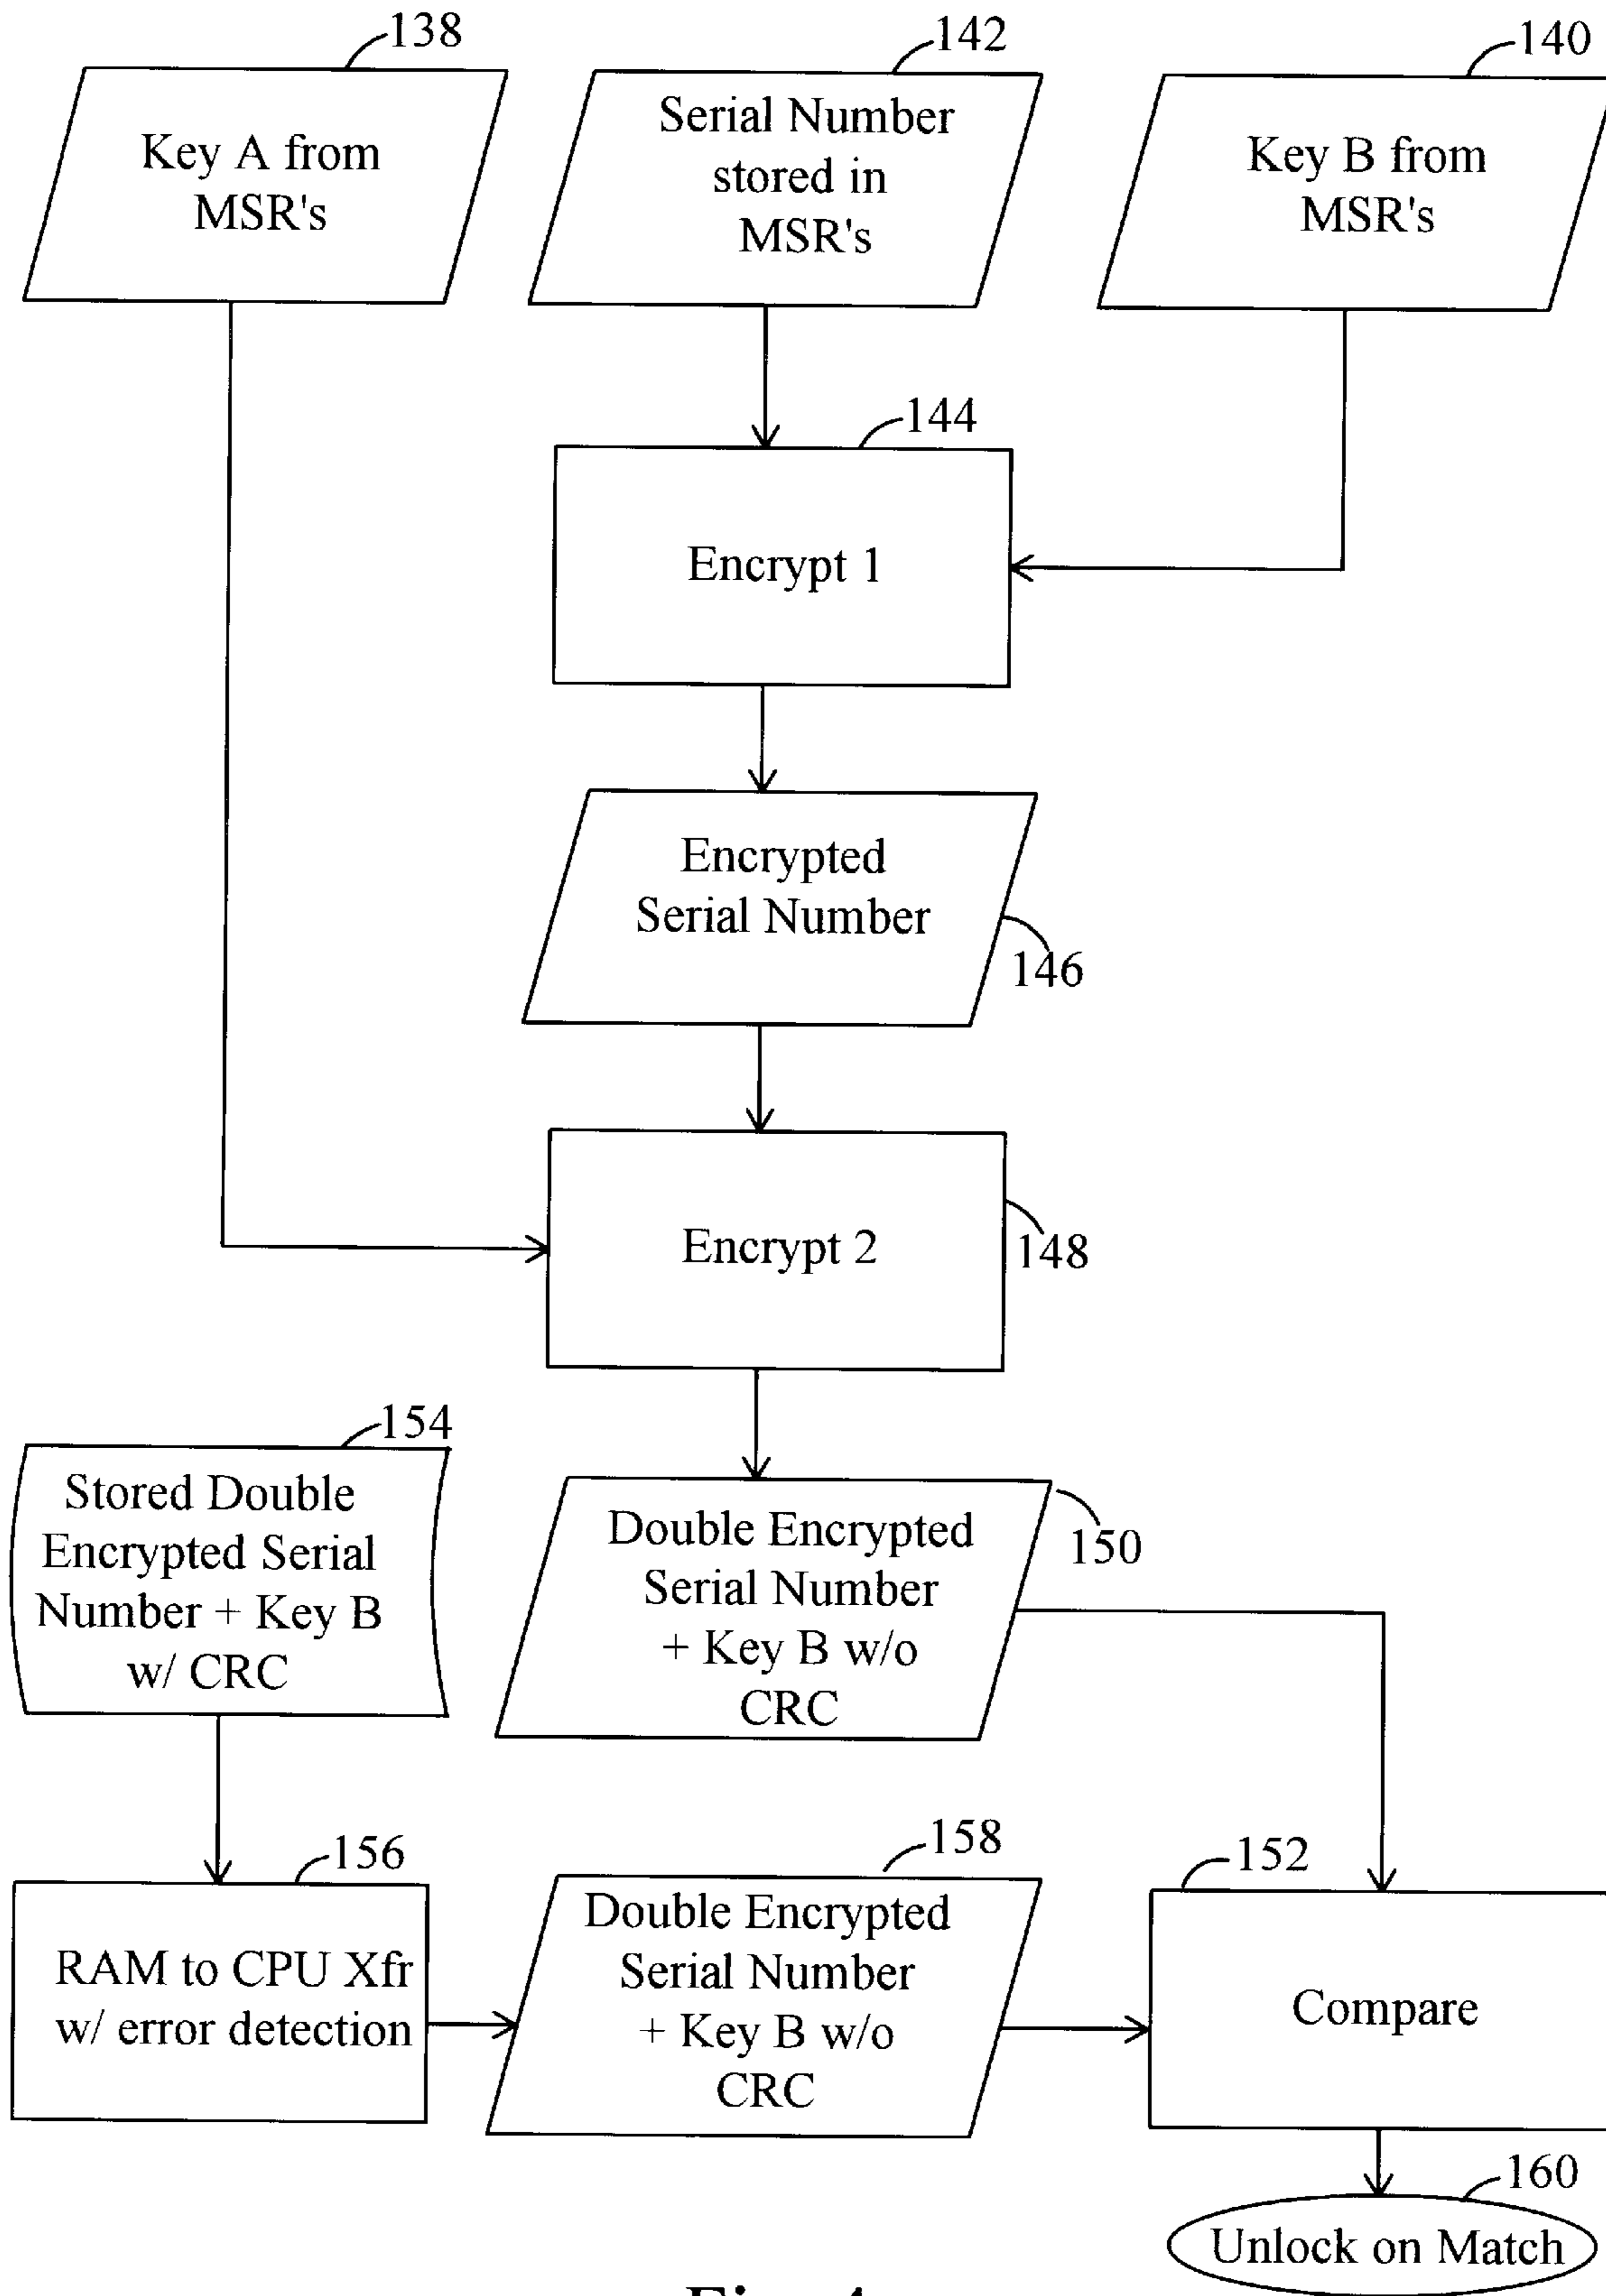 138
142
140
Key A from
MSR's
Serial Number
stored in
MSR's
Key B from
MSR's
144
Encrypt 1
Encrypted
Serial Number
146
Encrypt 2
148
154
Stored Double
Encrypted Serial
Number + Key B
w/ CRC
Double Encrypted
Serial Number
+ Key B w/o
CRC
150
156
RAM to CPU Xfr
w/ error detection
158
Double Encrypted
Serial Number
+ Key B w/o
CRC
152
Compare
160
Unlock on Match